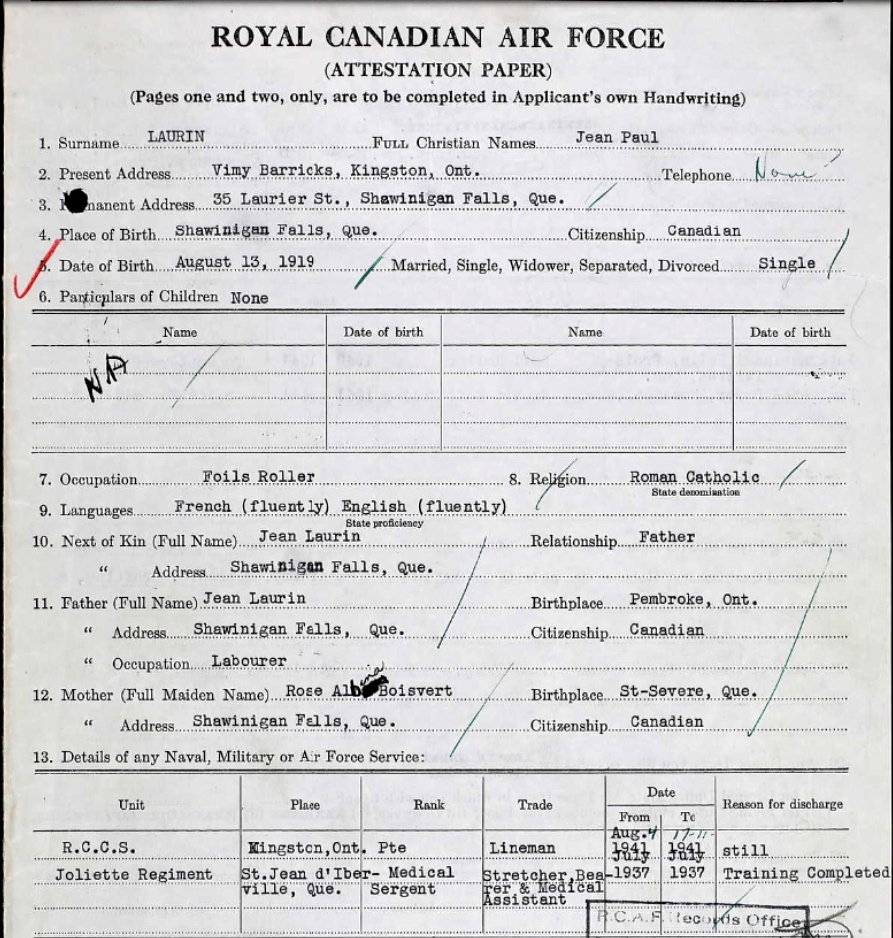 ROYAL CANADIAN AIR FORCE
(ATTESTATION PAPER)
(Pages one and two, only, are to be completed in Applicant's own Handwriting)
1. Surname LAURIN FULL Christian Names Jean Paul
2. Present Address Vimy Barricks, Kingston, Ont. Telephone None
3. Address 35 Laurier St., Shawinigan Falls, Que.
4. Place of Birth Shawinigan Falls, Que. Citizenship Canadian
5. Date of Birth August 13, 1919 Married, Single, Widower, Separated, Divorced Single
6. Particulars of Children None
Name Date of birth Name Date of birth
NA
7. Occupation Foils Roller 8. Religion Roman Catholic
State denomination
9. Languages French (fluently) English (fluently)
State proficiency
10. Next of Kin (Full Name) Jean Laurin Relationship Father
“ Address Shawinigan Falls, Que.
11. Father (Full Name) Jean Laurin Birthplace Pembroke, Ont.
“ Address Shawinigan Falls, Que. Citizenship Canadian
“ Occupation Labourer
12. Mother (Full Maiden Name) Rose Albina Boisvert Birthplace St-Severe, Que.
“ Address Shawinigan Falls, Que. Citizenship Canadian
13. Details of any Naval, Military or Air Force Service:
Unit Place Rank Trade Date Reason for discharge
From To
Aug. 4 17-11-
R.C.C.S. Kingston, Ont. Pte Lineman 1941 1941 still
July July
Joliette Regiment St.Jean d'Iber- Medical Stretcher,Bea- 1937 1937 Training Completed
ville, Que. Sergent rer & Medical
Assistant
R.C.A.F. Records Office